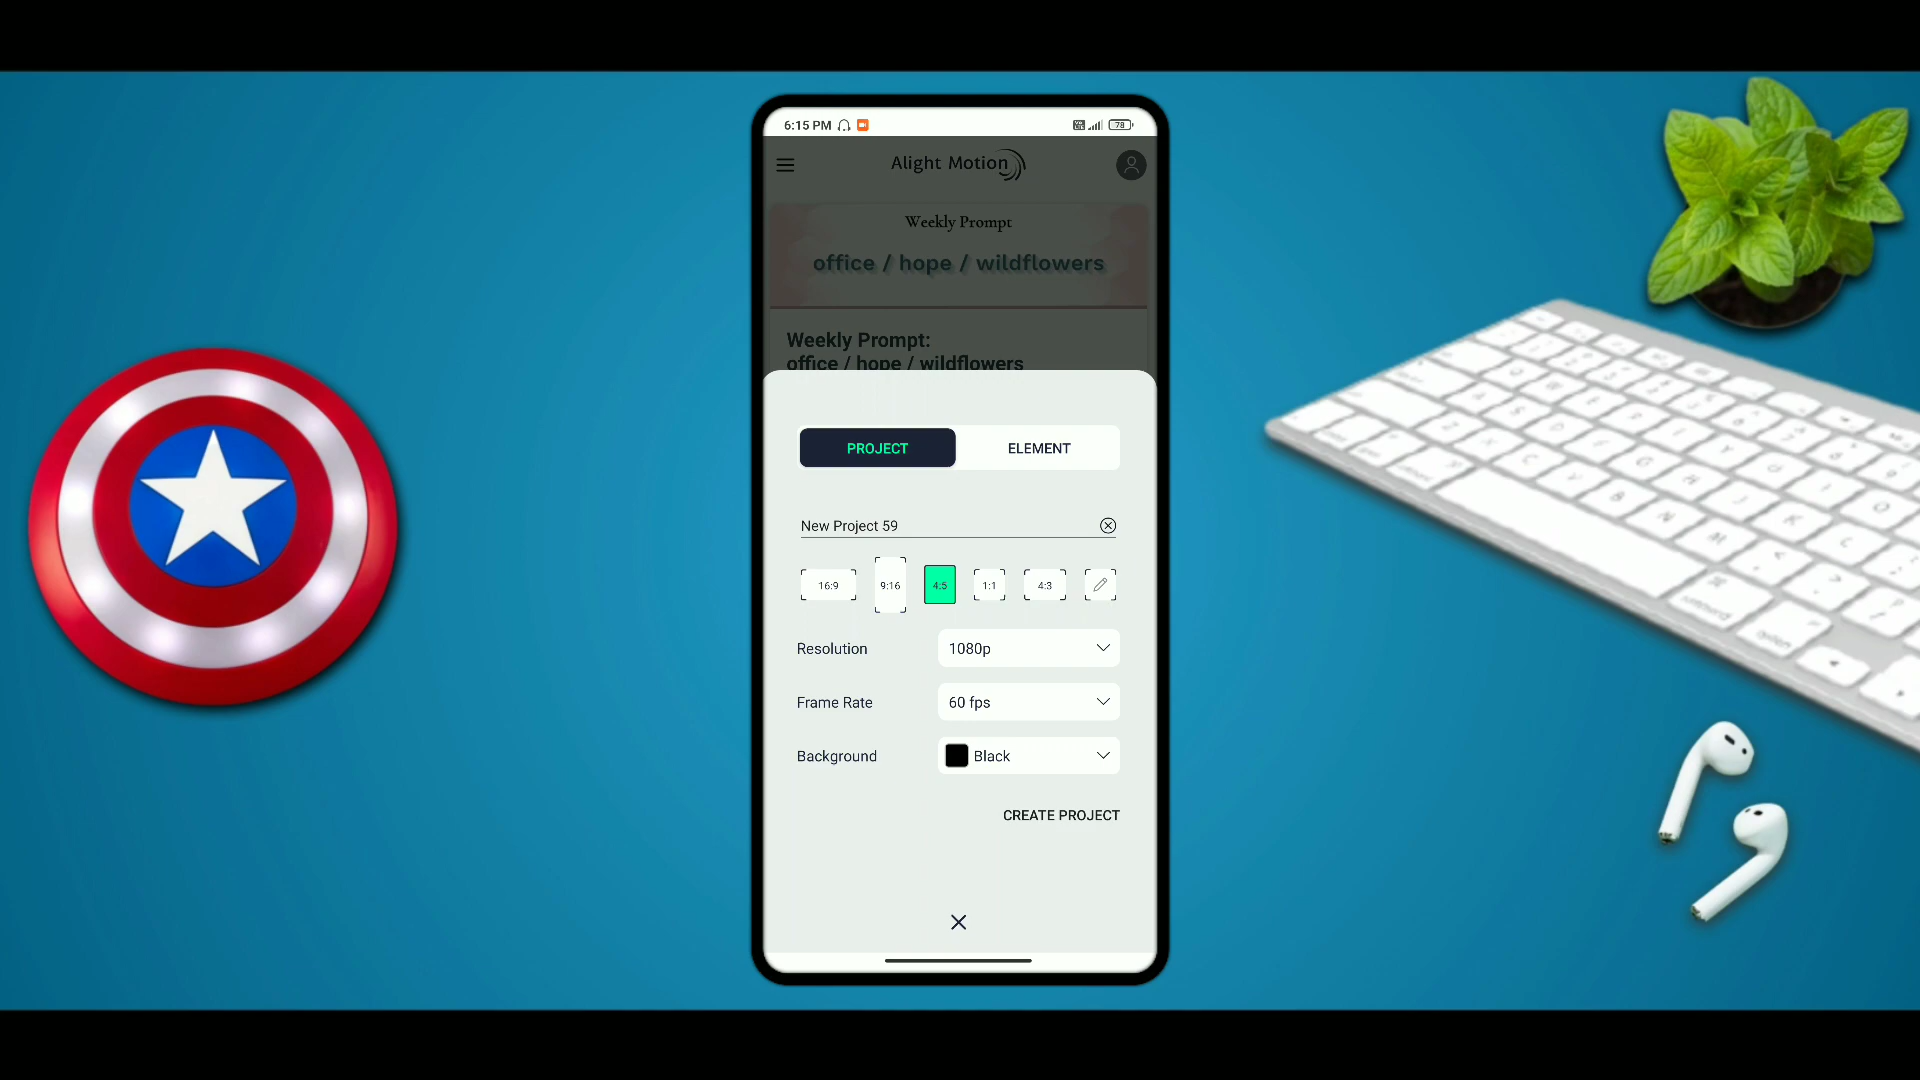 6:15 PM
78
Alight Motion
Weekly Prompt
office / hope / wildflowers
Weekly Prompt:
office / hope / wildflowers
PROJECT
ELEMENT
New Project 59
16:9
9:16
4:5
1:1
4:3
Resolution
1080p
Frame Rate
60 fps
Background
Black
CREATE PROJECT